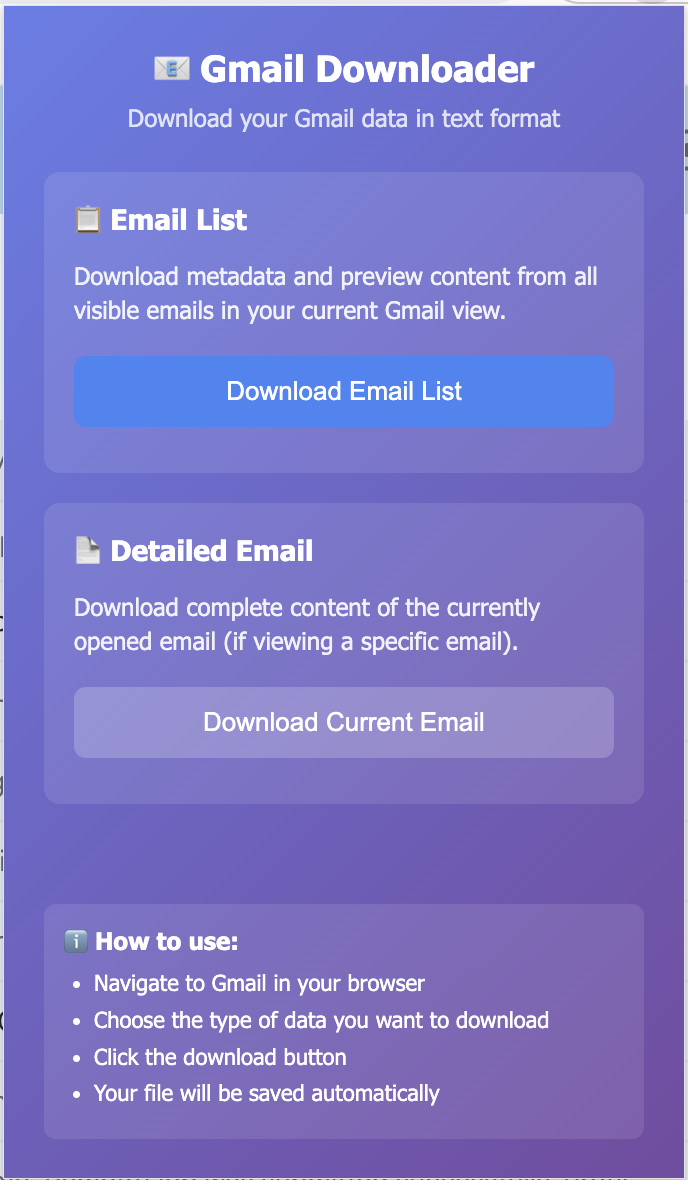 Gmail Downloader
Download your Gmail data in text format
Email List
Download metadata and preview content from all
visible emails in your current Gmail view.
Download Email List
Detailed Email
Download complete content of the currently
opened email (if viewing a specific email).
Download Current Email
How to use:
• Navigate to Gmail in your browser
• Choose the type of data you want to download
• Click the download button
• Your file will be saved automatically